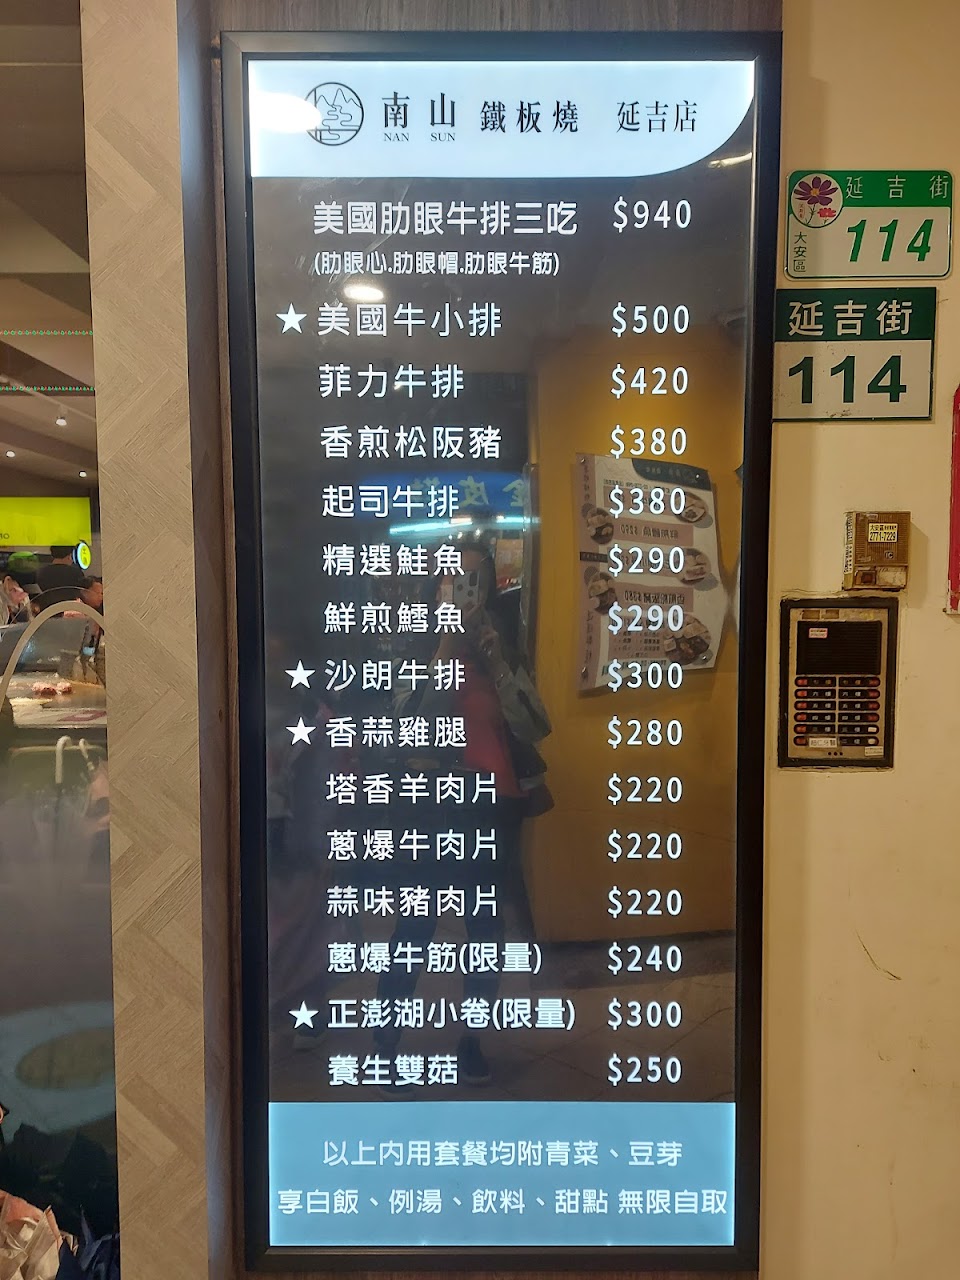 南山 鐵板燒 延吉店
NAN SUN
美國肋眼牛排三吃 $940
(肋眼心.肋眼帽.肋眼牛筋)
★美國牛小排 $500
菲力牛排 $420
香煎松阪豬 $380
起司牛排 $380
精選鮭魚 $290
鮮煎鱈魚 $290
★沙朗牛排 $300
★香蒜雞腿 $280
塔香羊肉片 $220
蔥爆牛肉片 $220
蒜味豬肉片 $220
蔥爆牛筋(限量) $240
★正澎湖小卷(限量) $300
養生雙菇 $250
以上內用套餐均附青菜、豆芽
享白飯、例湯、飲料、甜點 無限自取
延吉街
大安區
114
延吉街
114